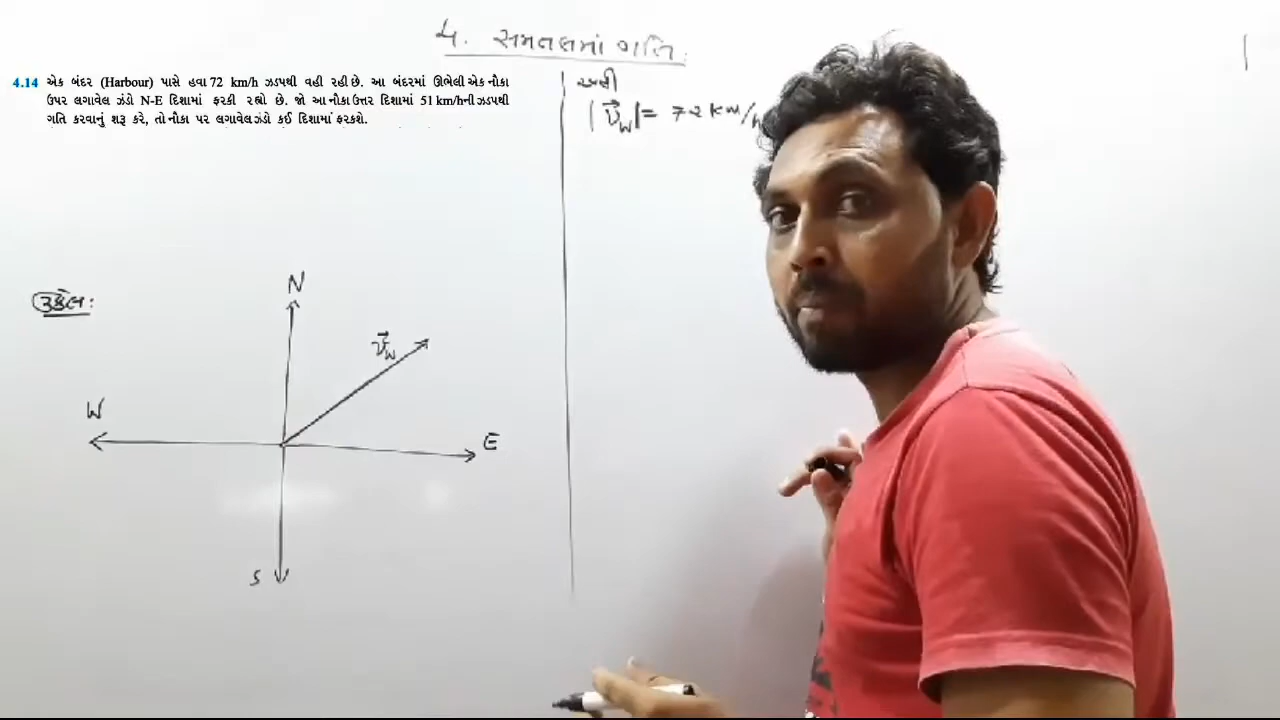 4. સમતલમાં ગતિ.
4.14 એક બંદર (Harbour) પાસે હવા 72 km/h ઝડપથી વહી રહી છે. આ બંદરમાં ઊભેલી એક નૌકા
ઉપર લગાવેલ ઝંડો N-E દિશામાં ફરકી રહ્યો છે. જો આ નૌકા ઉત્તર દિશામાં 51 km/hની ઝડપથી
ગતિ કરવાનું શરૂ કરે, તો નૌકા પર લગાવેલ ઝંડો કઈ દિશામાં ફરકશે.
અહીં
|v⃗w| = 72 km/h
ઉકેલ:
N
v⃗w
W
E
S